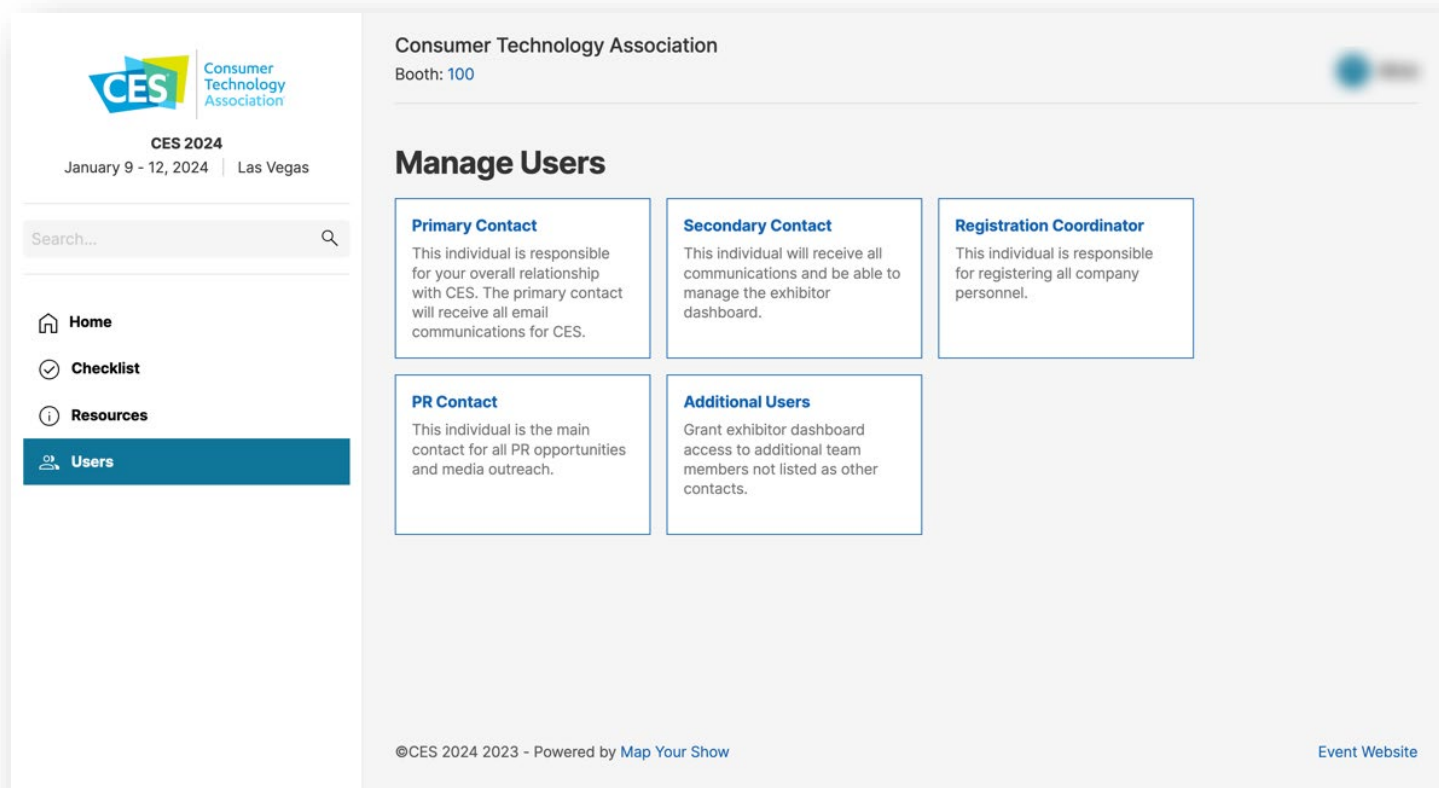 CES
Consumer
Technology
Association
CES 2024
January 9 - 12, 2024 | Las Vegas
Search...
Home
Checklist
Resources
Users
Consumer Technology Association
Booth: 100
Manage Users
Primary Contact
This individual is responsible
for your overall relationship
with CES. The primary contact
will receive all email
communications for CES.
Secondary Contact
This individual will receive all
communications and be able to
manage the exhibitor
dashboard.
Registration Coordinator
This individual is responsible
for registering all company
personnel.
PR Contact
This individual is the main
contact for all PR opportunities
and media outreach.
Additional Users
Grant exhibitor dashboard
access to additional team
members not listed as other
contacts.
©CES 2024 2023 - Powered by Map Your Show
Event Website